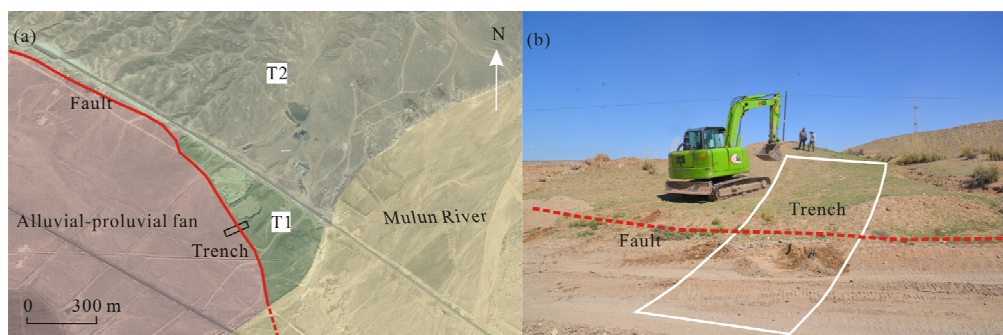 (a)
N
T2
Fault
Alluvial-proluvial fan
T1
Mulun River
Trench
0 300 m
(b)
Trench
Fault